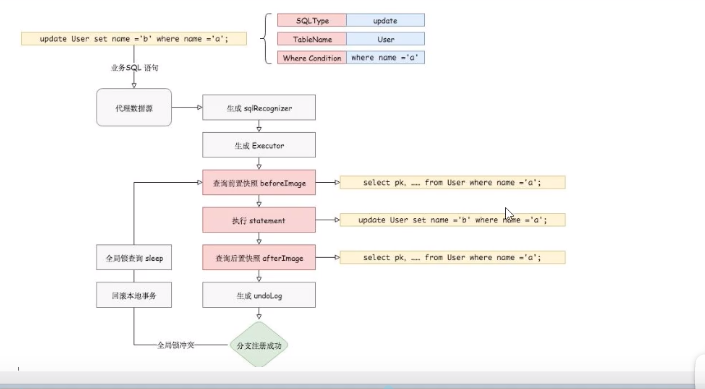 SQLType update
update User set name ='b' where name ='a';
TableName User
Where Condition where name ='a'
业务SQL 语句
代理数据源
生成 sqlRecognizer
生成 Executor
查询前置快照 beforeImage
select pk, …… from User where name ='a';
执行 statement
update User set name ='b' where name ='a';
全局锁查询 sleep
查询后置快照 afterImage
select pk, …… from User where name ='a';
回滚本地事务
生成 undoLog
全局锁冲突
分支注册成功